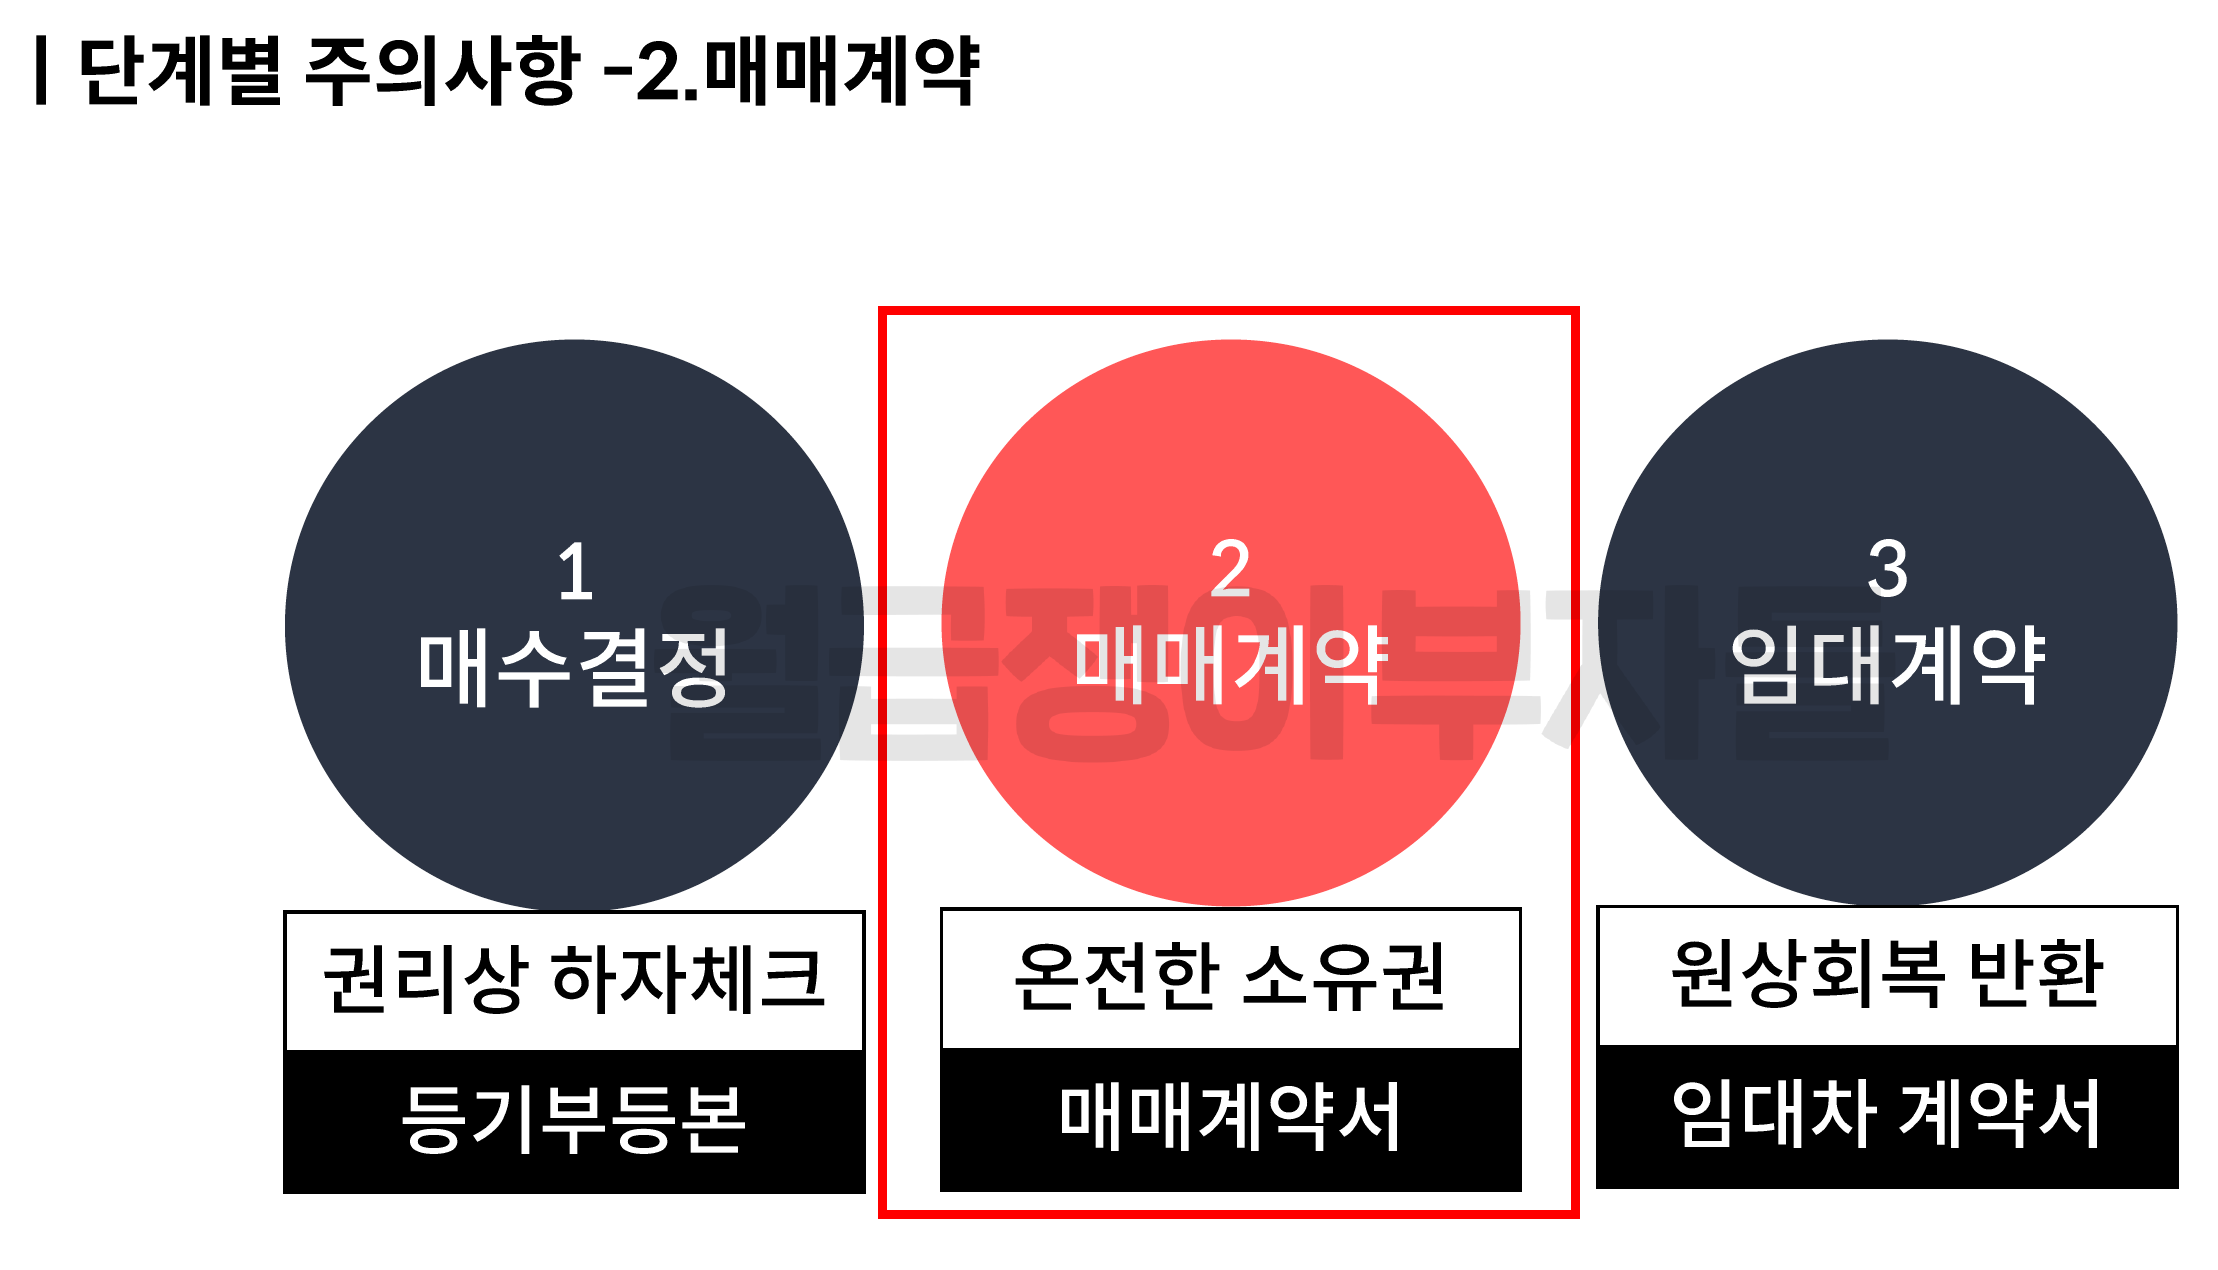 | 단계별 주의사항 -2.매매계약
1
매수결정
2
매매계약
3
임대계약
월급쟁이부자들
권리상 하자체크
등기부등본
온전한 소유권
매매계약서
원상회복 반환
임대차 계약서